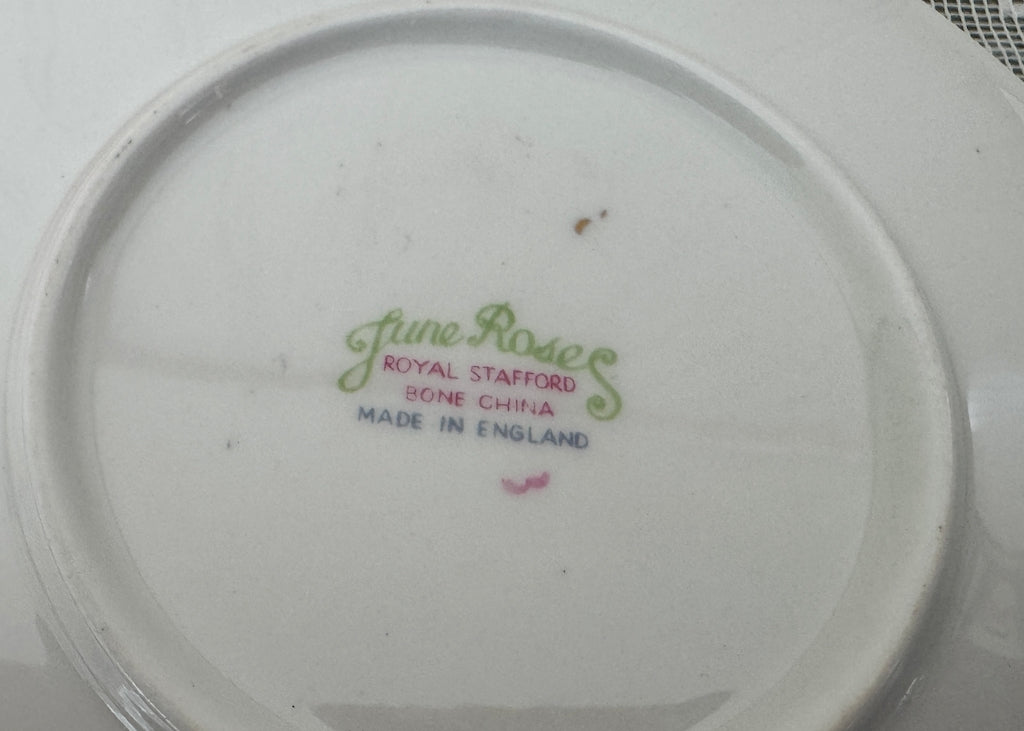 June Roses
ROYAL STAFFORD
BONE CHINA
MADE IN ENGLAND